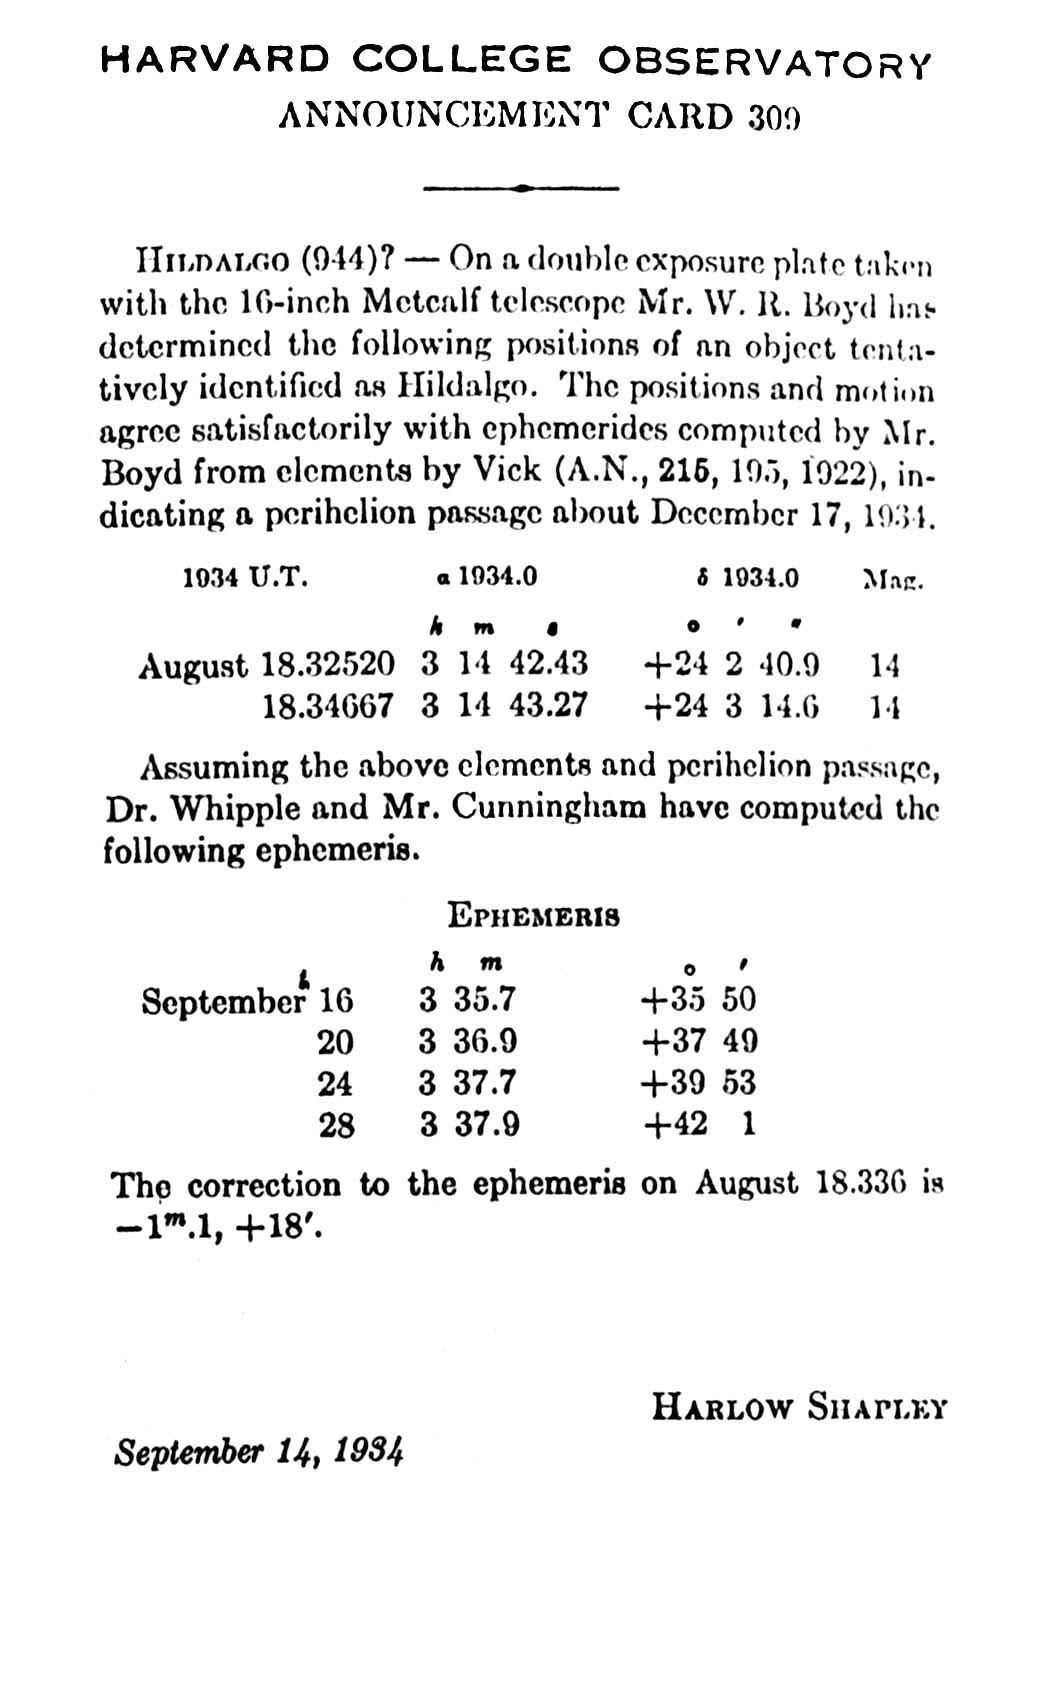 HARVARD COLLEGE OBSERVATORY
ANNOUNCEMENT CARD 309
HILDALGO (944)? — On a double exposure plate taken
with the 16-inch Metcalf telescope Mr. W. R. Boyd has
determined the following positions of an object tenta-
tively identified as Hildalgo. The positions and motion
agree satisfactorily with ephemerides computed by Mr.
Boyd from elements by Vick (A.N., 215, 195, 1922), in-
dicating a perihelion passage about December 17, 1934.
1934 U.T. α 1934.0 δ 1934.0 Mag.
h m s ° ′ ″
August 18.32520 3 14 42.43 +24 2 40.9 14
18.34667 3 14 43.27 +24 3 14.6 14
Assuming the above elements and perihelion passage,
Dr. Whipple and Mr. Cunningham have computed the
following ephemeris.
EPHEMERIS
h h m ° ′
September 16 3 35.7 +35 50
20 3 36.9 +37 49
24 3 37.7 +39 53
28 3 37.9 +42 1
The correction to the ephemeris on August 18.336 is
−1ᵐ.1, +18′.
HARLOW SHAPLEY
September 14, 1934